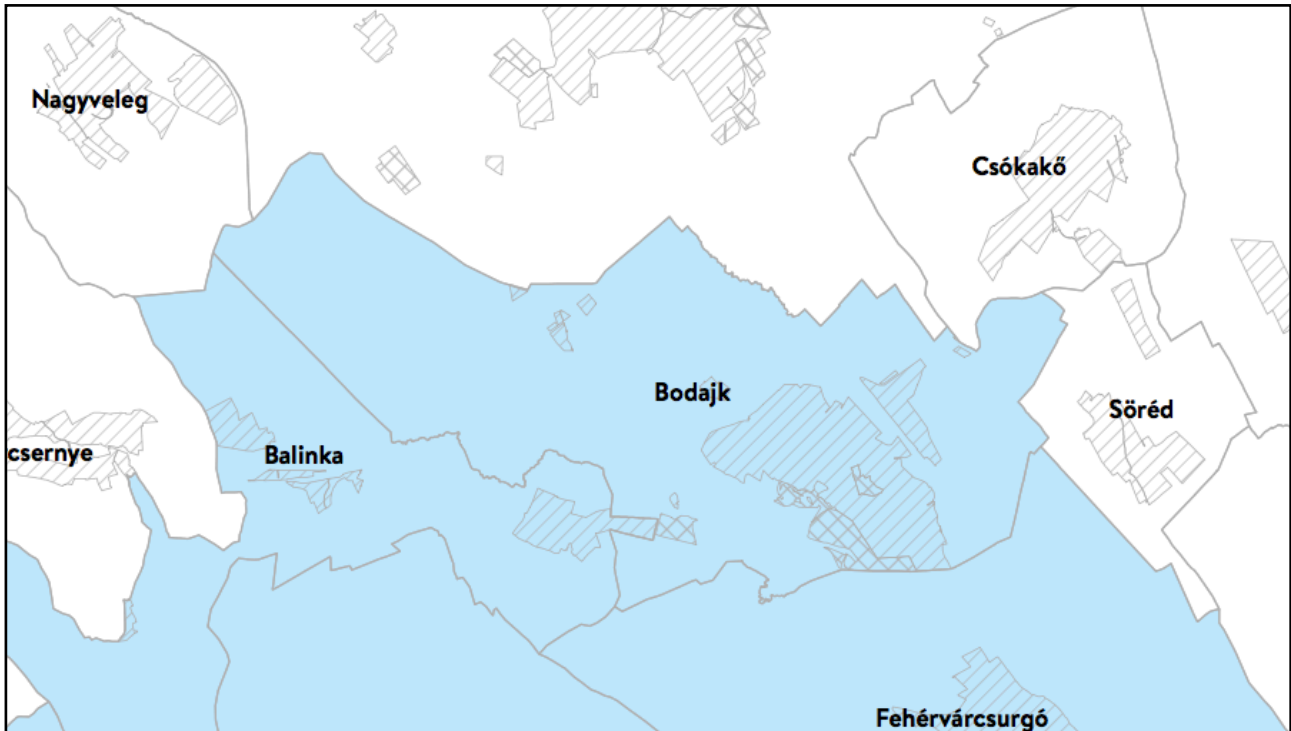 Nagyveleg
Csókakő
Bodajk
Söréd
csernye
Balinka
Fehérvárcsurgó